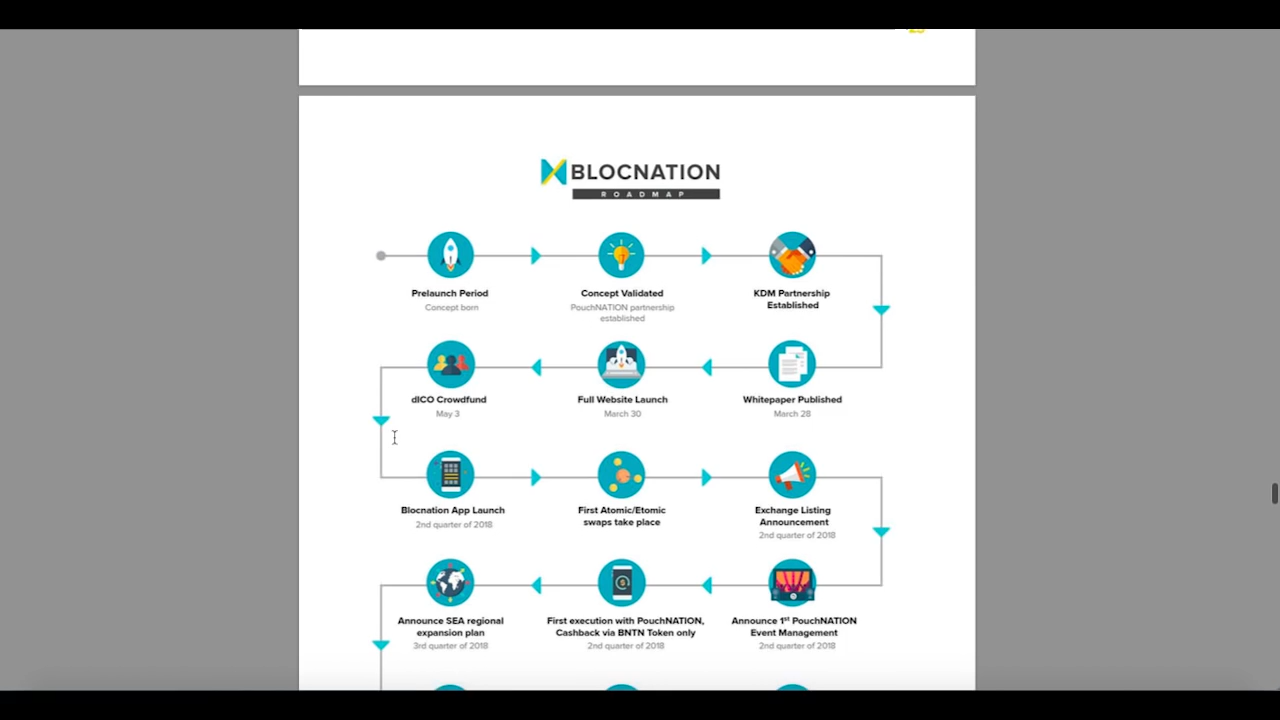 BLOCNATION
ROADMAP
Prelaunch Period
Concept born
Concept Validated
PouchNATION partnership
established
KDM Partnership
Established
dICO Crowdfund
May 3
Full Website Launch
March 30
Whitepaper Published
March 28
Blocnation App Launch
2nd quarter of 2018
First Atomic/Etomic
swaps take place
Exchange Listing
Announcement
2nd quarter of 2018
Announce SEA regional
expansion plan
3rd quarter of 2018
First execution with PouchNATION,
Cashback via BNTN Token only
2nd quarter of 2018
Announce 1st PouchNATION
Event Management
2nd quarter of 2018